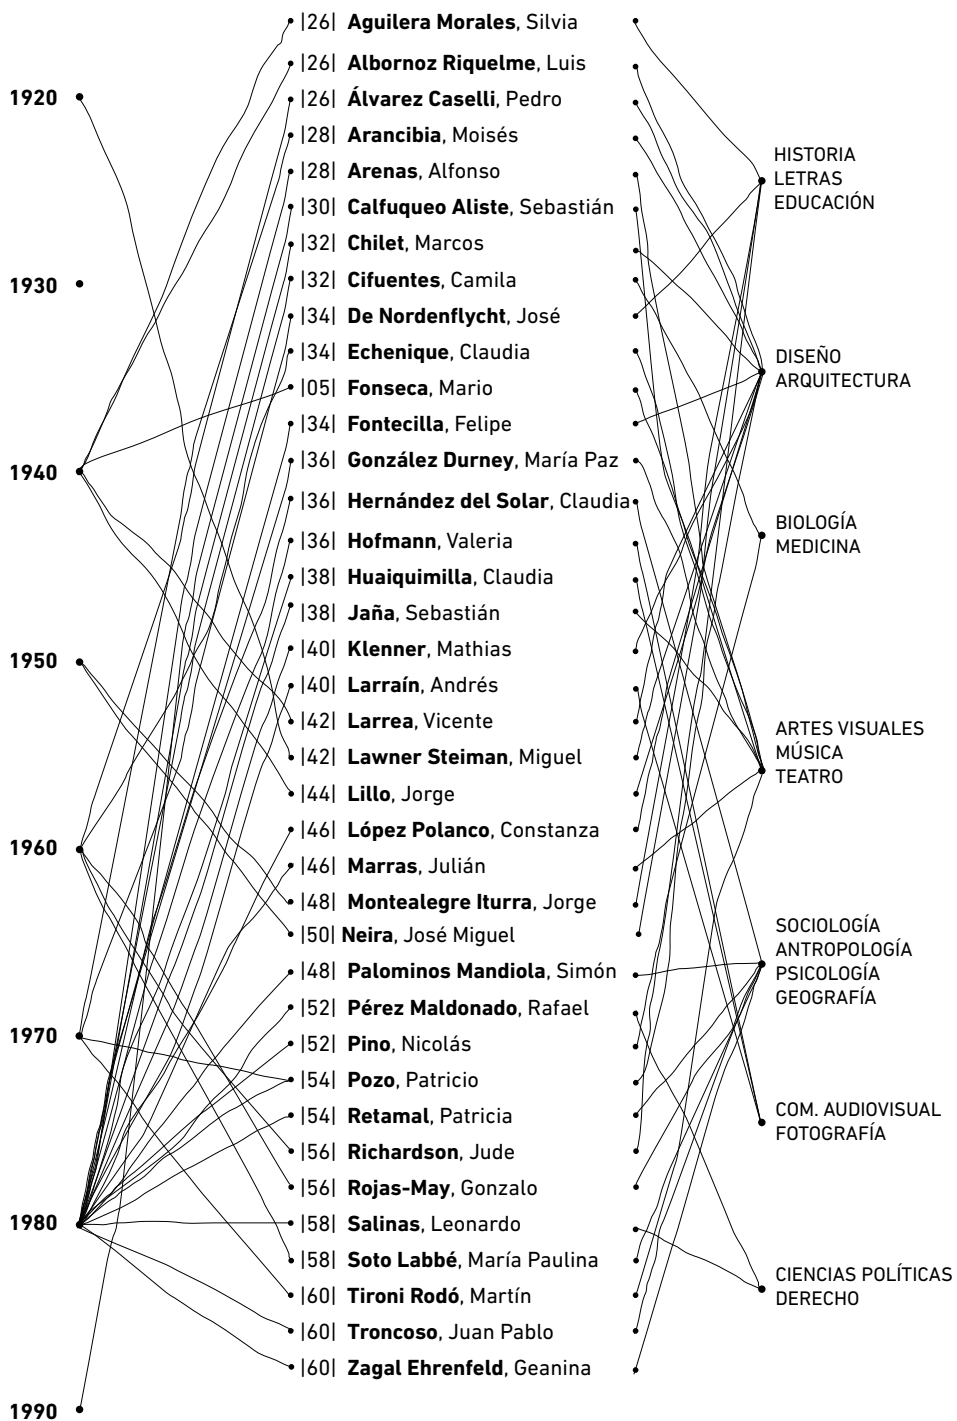 1920
1930
1940
1950
1960
1970
1980
1990
|26| Aguilera Morales, Silvia
|26| Albornoz Riquelme, Luis
|26| Álvarez Caselli, Pedro
|28| Arancibia, Moisés
|28| Arenas, Alfonso
|30| Calfuqueo Aliste, Sebastián
|32| Chilet, Marcos
|32| Cifuentes, Camila
|34| De Nordenflycht, José
|34| Echenique, Claudia
|05| Fonseca, Mario
|34| Fontecilla, Felipe
|36| González Durney, María Paz
|36| Hernández del Solar, Claudia
|36| Hofmann, Valeria
|38| Huaiquimilla, Claudia
|38| Jaña, Sebastián
|40| Klenner, Mathias
|40| Larraín, Andrés
|42| Larrea, Vicente
|42| Lawner Steiman, Miguel
|44| Lillo, Jorge
|46| López Polanco, Constanza
|46| Marras, Julián
|48| Montealegre Iturra, Jorge
|50| Neira, José Miguel
|48| Palominos Mandiola, Simón
|52| Pérez Maldonado, Rafael
|52| Pino, Nicolás
|54| Pozo, Patricio
|54| Retamal, Patricia
|56| Richardson, Jude
|56| Rojas-May, Gonzalo
|58| Salinas, Leonardo
|58| Soto Labbé, María Paulina
|60| Tironi Rodó, Martín
|60| Troncoso, Juan Pablo
|60| Zagal Ehrenfeld, Geanina
HISTORIA
LETRAS
EDUCACIÓN
DISEÑO
ARQUITECTURA
BIOLOGÍA
MEDICINA
ARTES VISUALES
MÚSICA
TEATRO
SOCIOLOGÍA
ANTROPOLOGÍA
PSICOLOGÍA
GEOGRAFÍA
COM. AUDIOVISUAL
FOTOGRAFÍA
CIENCIAS POLÍTICAS
DERECHO